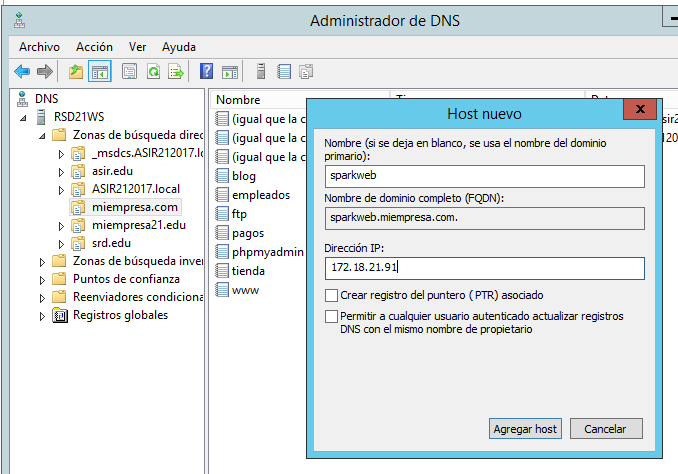 Administrador de DNS
Archivo Acción Ver Ayuda
DNS
RSD21WS
Zonas de búsqueda direc
_msdcs.ASIR212017.lo
asir.edu
ASIR212017.local
miempresa.com
miempresa21.edu
srd.edu
Zonas de búsqueda inver
Puntos de confianza
Reenviadores condiciona
Registros globales
Nombre
(igual que la c
(igual que la c
(igual que la c
blog
empleados
ftp
pagos
phpmyadmin
tienda
www
Host nuevo
Nombre (si se deja en blanco, se usa el nombre del dominio
primario):
sparkweb
Nombre de dominio completo (FQDN):
sparkweb.miempresa.com.
Dirección IP:
172.18.21.91
Crear registro del puntero (PTR) asociado
Permitir a cualquier usuario autenticado actualizar registros
DNS con el mismo nombre de propietario
Agregar host Cancelar